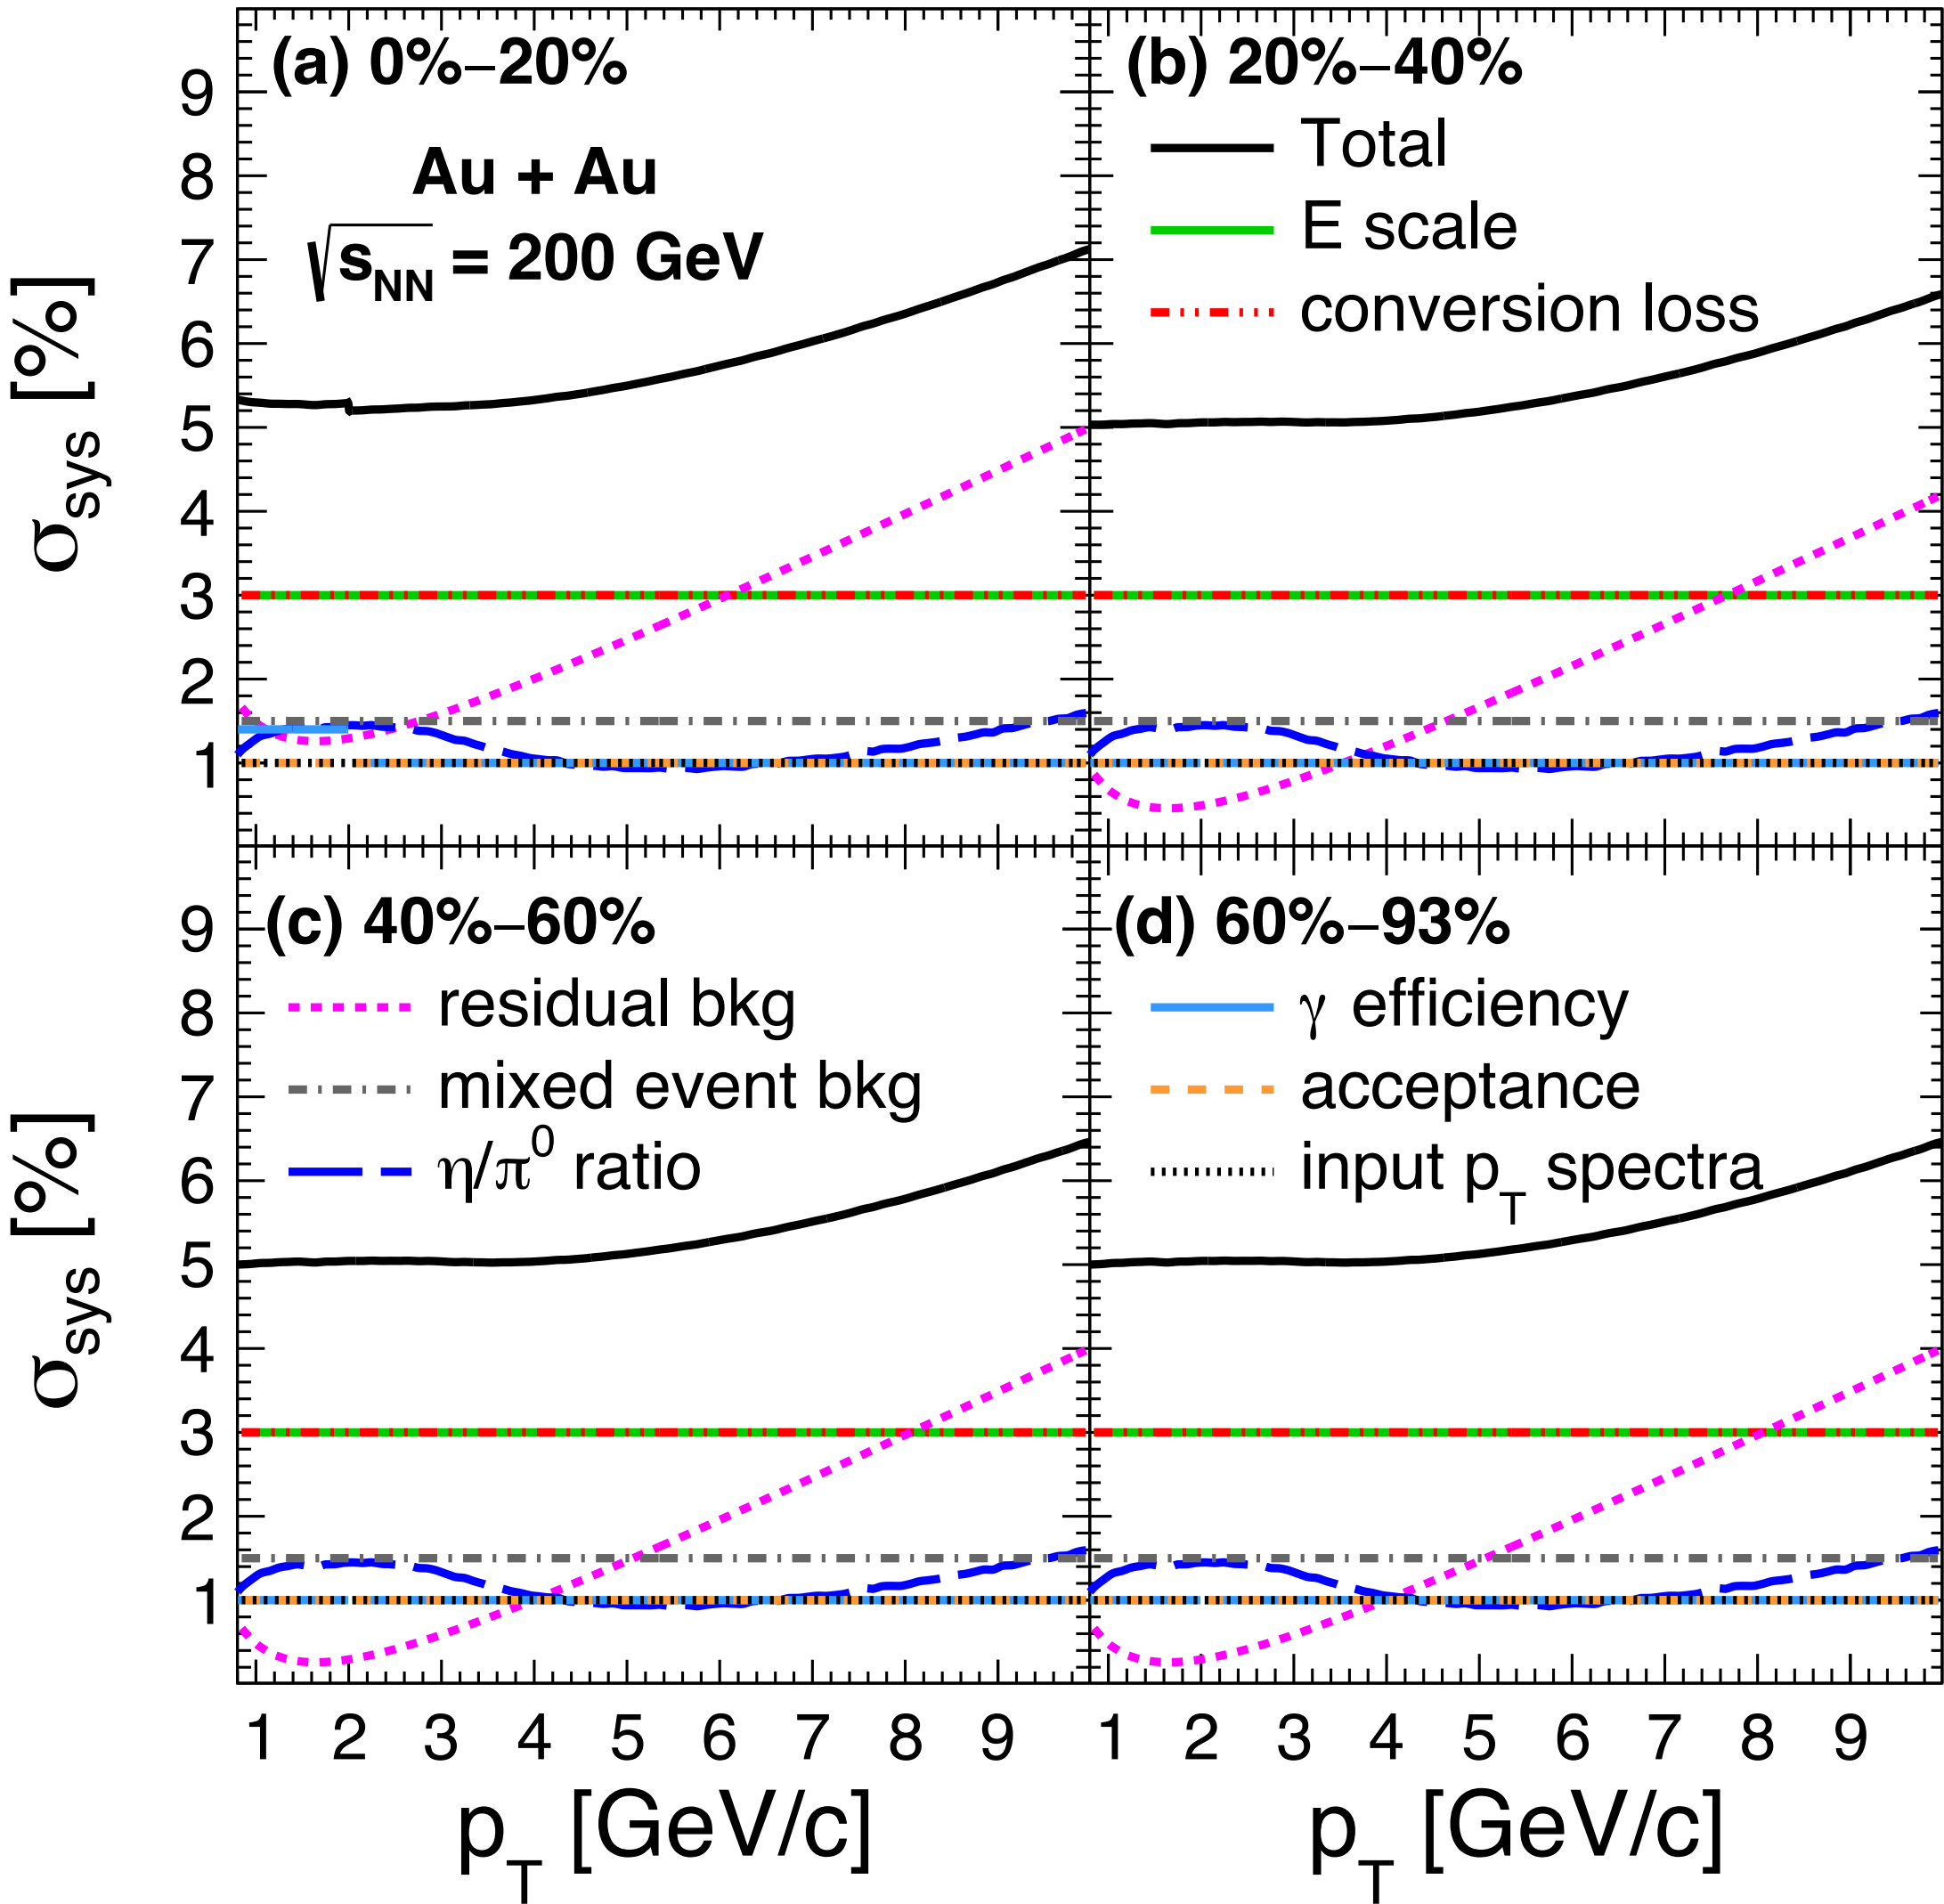 (a) 0%–20%
Au + Au
√sNN = 200 GeV
(b) 20%–40%
Total
E scale
conversion loss
σsys [%]
9
8
7
6
5
4
3
2
1
(c) 40%–60%
residual bkg
mixed event bkg
η/π⁰ ratio
(d) 60%–93%
γ efficiency
acceptance
input pT spectra
σsys [%]
9
8
7
6
5
4
3
2
1
1 2 3 4 5 6 7 8 9
1 2 3 4 5 6 7 8 9
pT [GeV//c]
pT [GeV//c]